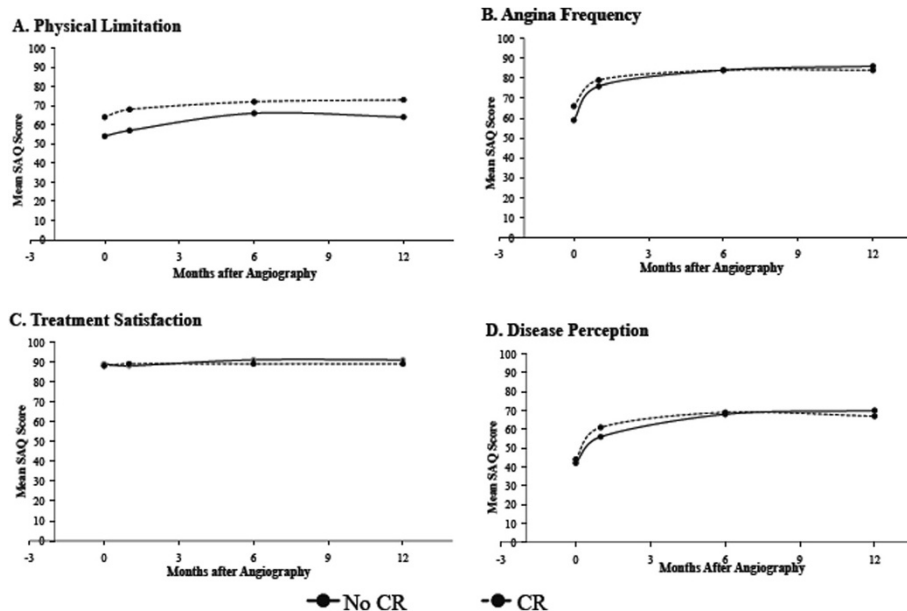 A. Physical Limitation
100
90
80
70
60
50
40
30
20
10
0
Mean SAQ Score
-3 0 3 6 9 12
Months after Angiography
B. Angina Frequency
100
90
80
70
60
50
40
30
20
10
0
Mean SAQ Score
-3 0 3 6 9 12
Months after Angiography
C. Treatment Satisfaction
100
90
80
70
60
50
40
30
20
10
0
Mean SAQ Score
-3 0 3 6 9 12
Months after Angiography
D. Disease Perception
100
90
80
70
60
50
40
30
20
10
0
Mean SAQ Score
-3 0 3 6 9 12
Months after Angiography
No CR CR